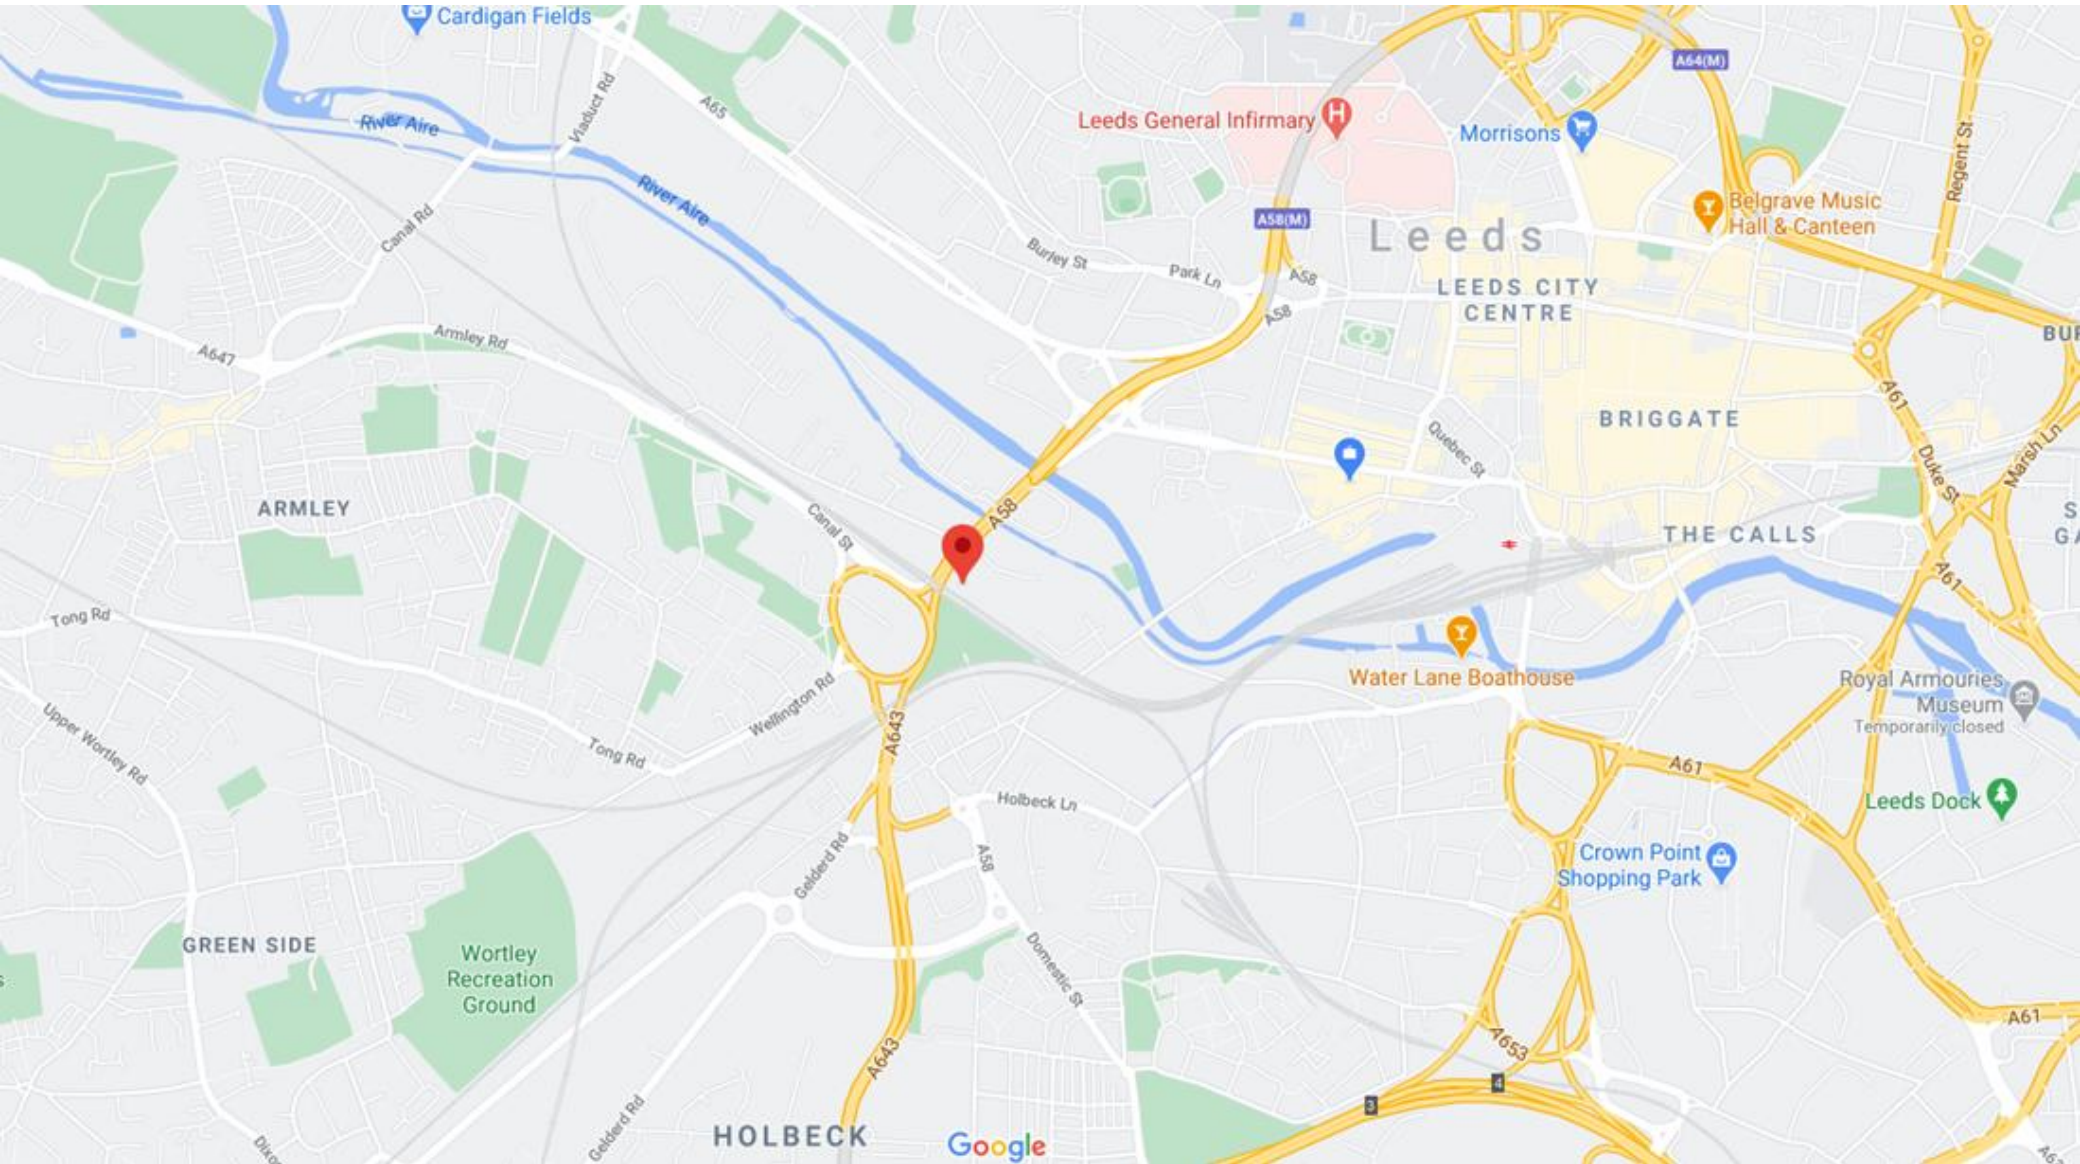 Cardigan Fields
A64(M)
Viaduct Rd
A65
River Aire
Leeds General Infirmary
H
Morrisons
Regent St
River Aire
Canal Rd
A58(M)
Belgrave Music
Hall & Canteen
Leeds
Burley St
Park Ln
A58
A58
LEEDS CITY
CENTRE
Armley Rd
A647
BUR
A61
BRIGGATE
Quebec St
Duke St
Marsh Ln
ARMLEY
Canal St
A58
THE CALLS
S
GA
A61
Tong Rd
Water Lane Boathouse
Royal Armouries
Museum
Temporarily closed
Upper Wortley Rd
Wellington Rd
Tong Rd
A643
A61
Holbeck Ln
Leeds Dock
Gelderd Rd
A58
Crown Point
Shopping Park
GREEN SIDE
Wortley
Recreation
Ground
Domestic St
s
A61
A643
A653
4
3
Gelderd Rd
HOLBECK
Google